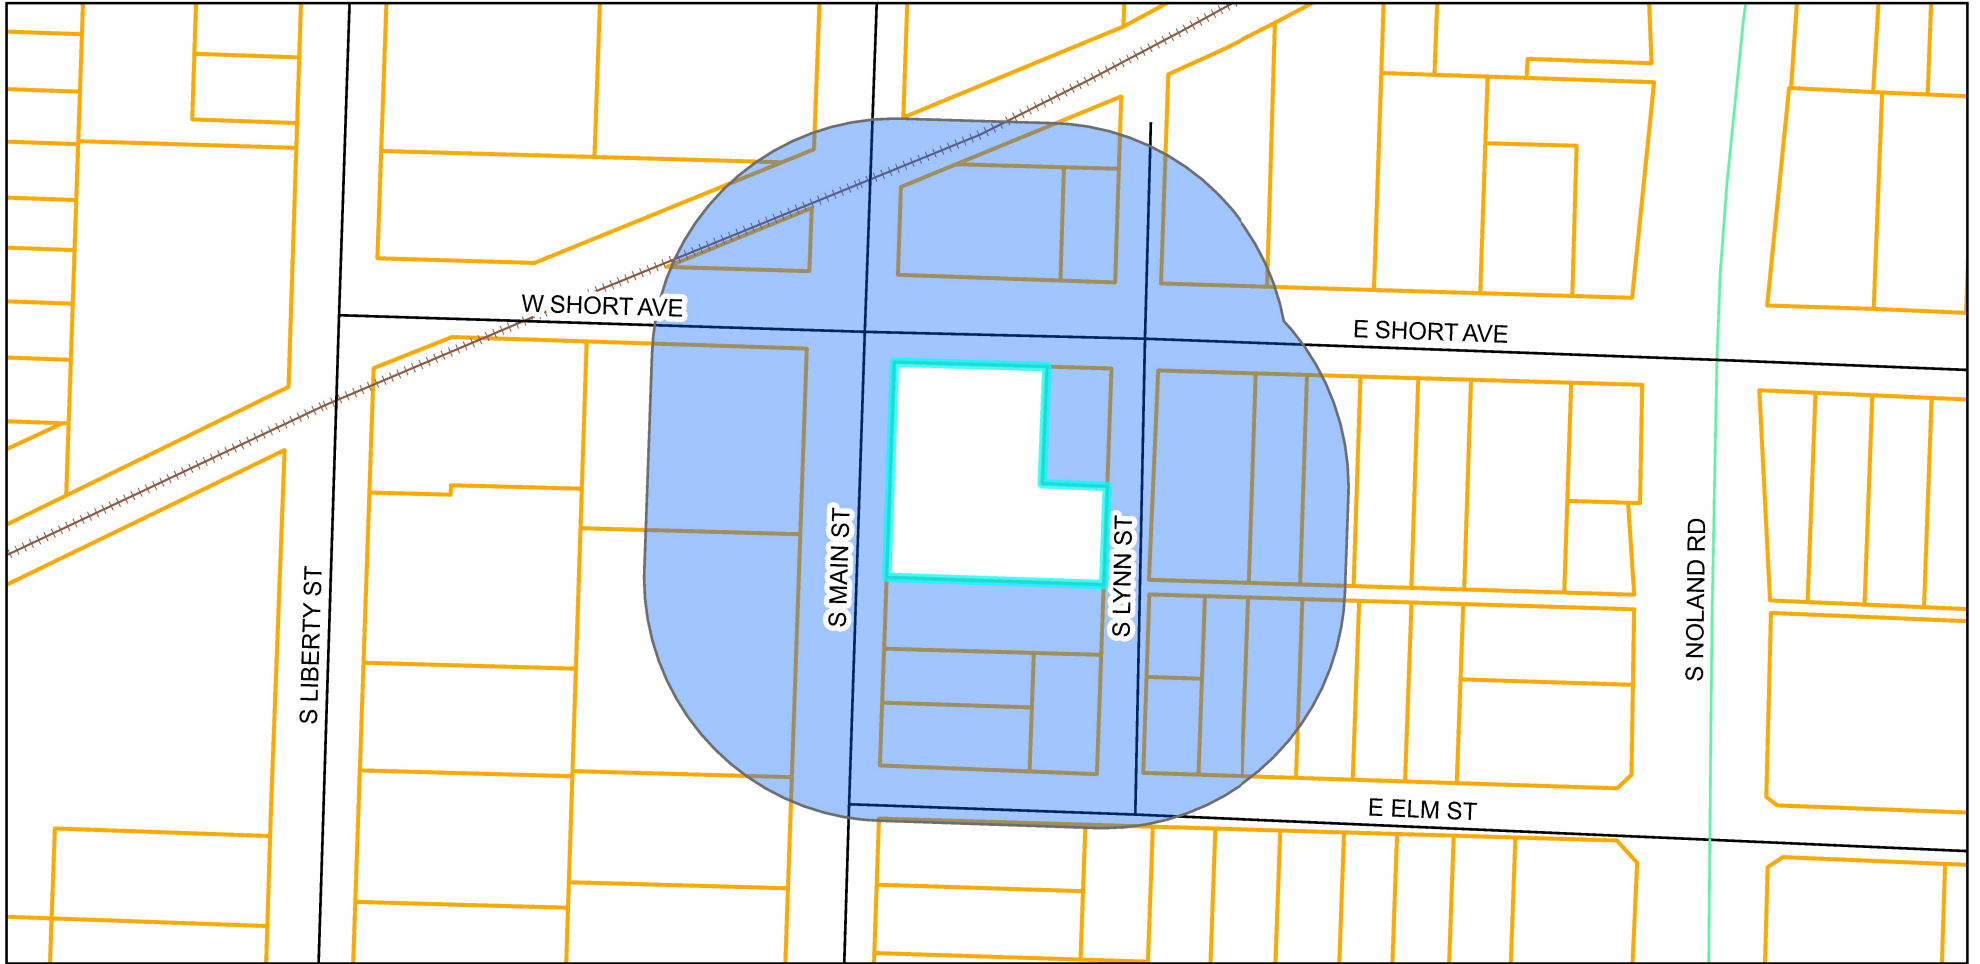 W SHORT AVE
E SHORT AVE
S MAIN ST
S LYNN ST
S NOLAND RD
S LIBERTY ST
E ELM ST